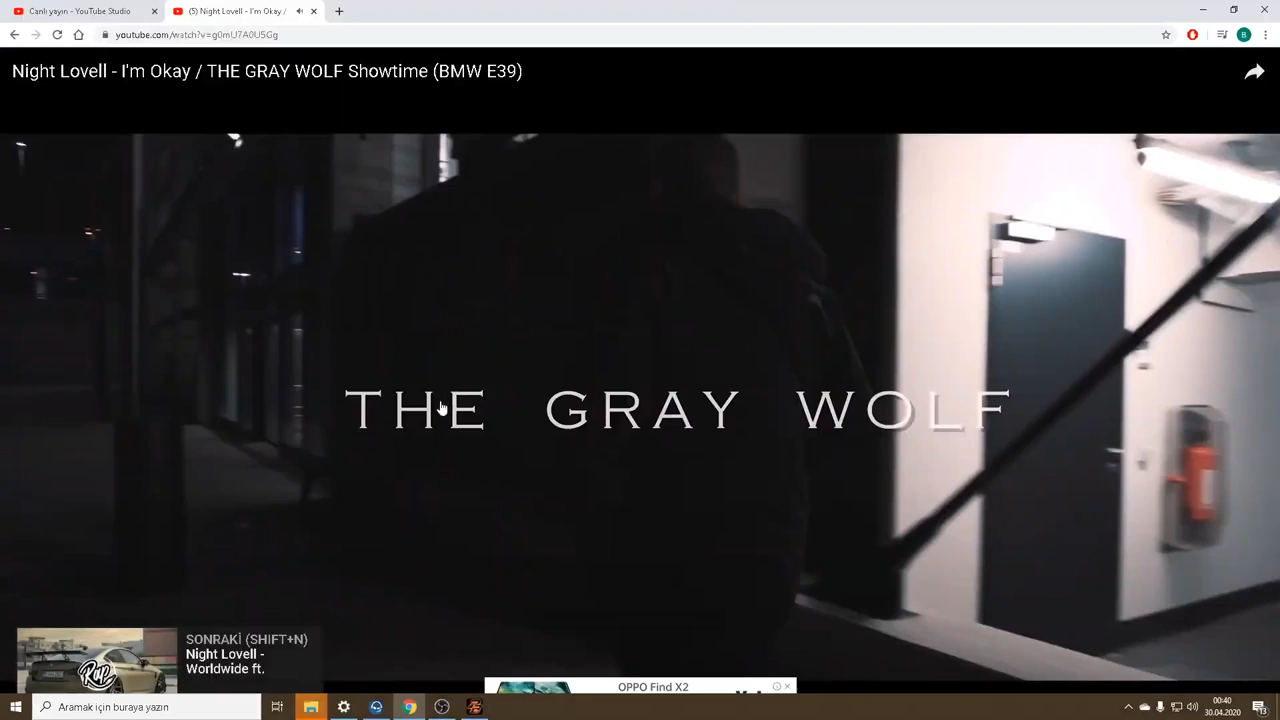 Canlı yayın - YouTube Studio
(5) Night Lovell - I'm Okay /
youtube.com/watch?v=g0mU7A0U5Gg
B
Night Lovell - I'm Okay / THE GRAY WOLF Showtime (BMW E39)
THE GRAY WOLF
SONRAKİ (SHIFT+N)
Night Lovell -
Worldwide ft.
Rap
OPPO Find X2
Aramak için buraya yazın
00:40
30.04.2020
13